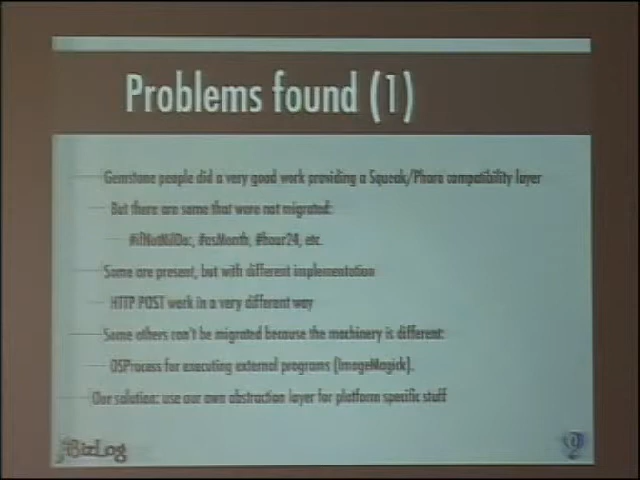 Problems found (1)
Gemstone people did a very good work providing a Squeak/Pharo compatibility layer
But there are some that were not migrated:
#ifNotNilDo:, #asMonth, #hour24, etc.
Some are present, but with different implementation
HTTP POST work in a very different way
Some others can't be migrated because the machinery is different:
OSProcess for executing external programs (ImageMagick).
Our solution: use our own abstraction layer for platform specific stuff
BizLog